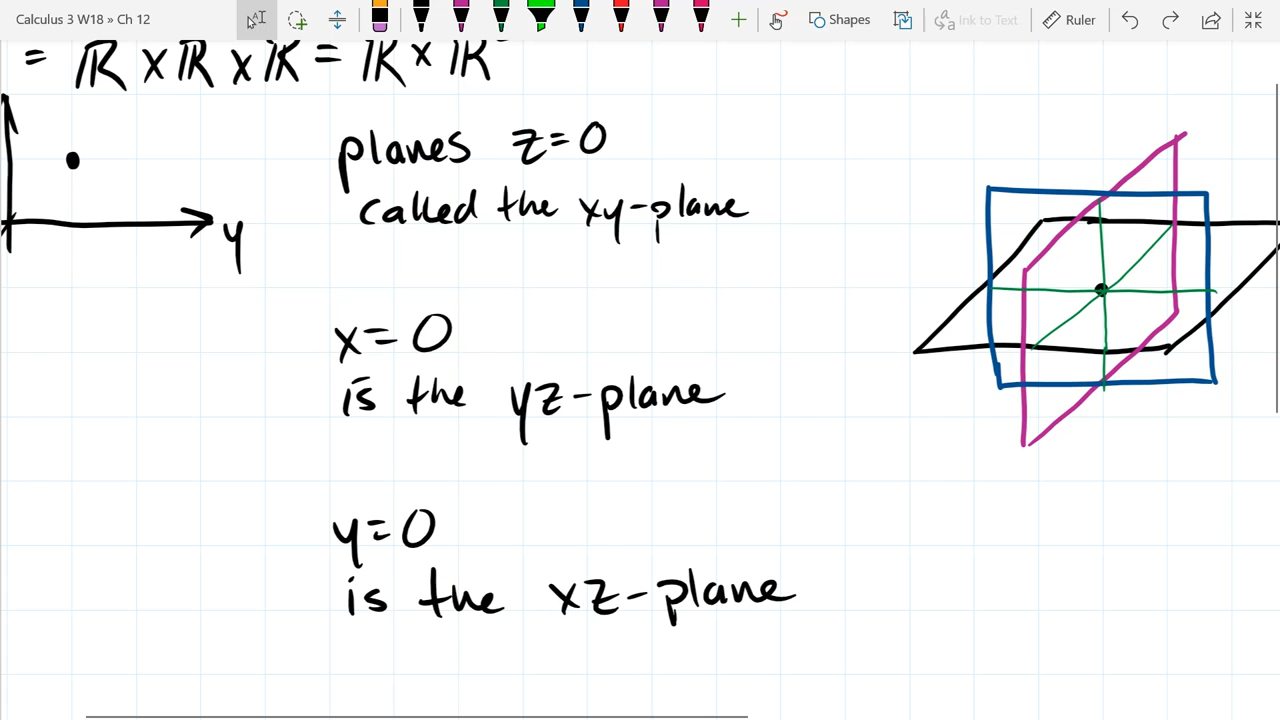 Calculus 3 W18 » Ch 12
Shapes
Ink to Text
Ruler
= ℝ × ℝ × ℝ = ℝ × ℝ
y
planes z=0
called the xy-plane
x=0
is the yz-plane
y=0
is the xz-plane